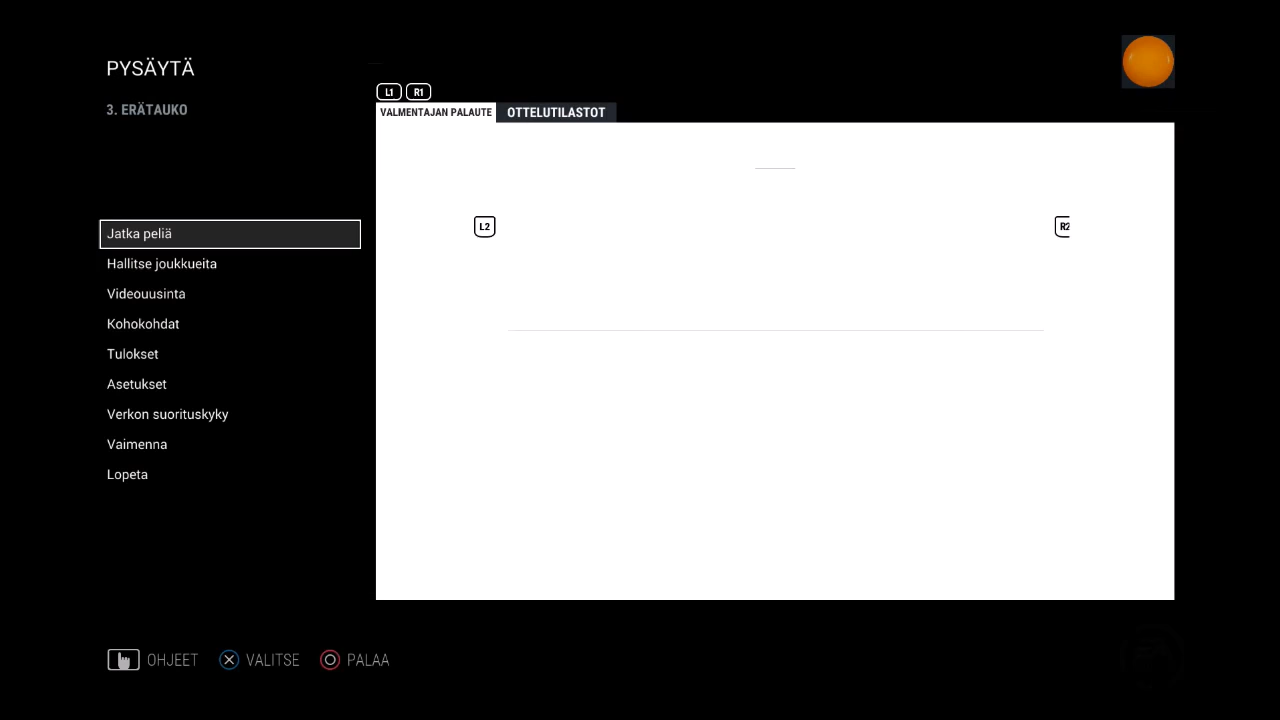 PYSÄYTÄ
3. ERÄTAUKO
L1 R1
VALMENTAJAN PALAUTE OTTELUTILASTOT
L2 R2
Jatka peliä
Hallitse joukkueita
Videouusinta
Kohokohdat
Tulokset
Asetukset
Verkon suorituskyky
Vaimenna
Lopeta
OHJEET VALITSE PALAA